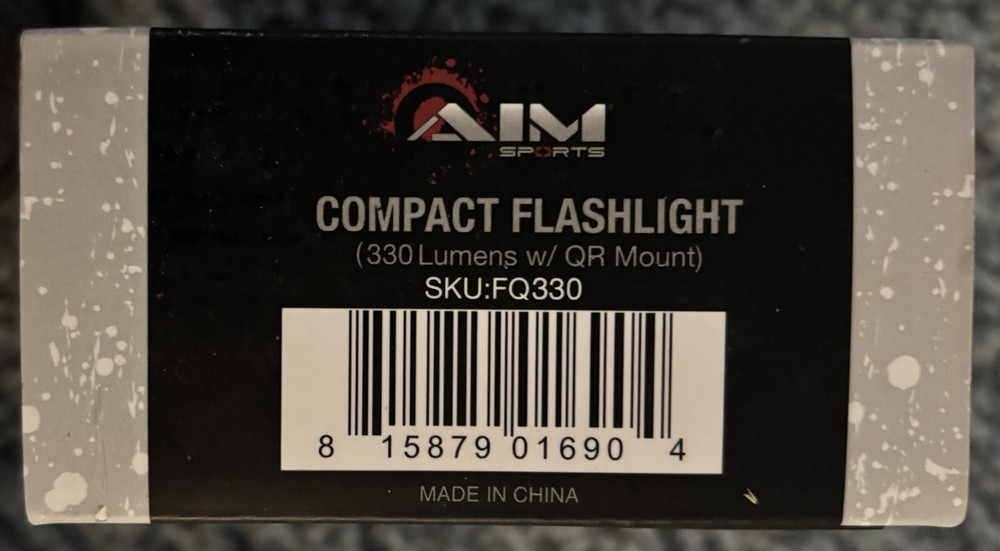 AIM
SPORTS
COMPACT FLASHLIGHT
(330 Lumens w/ QR Mount)
SKU:FQ330
8 15879 01690 4
MADE IN CHINA